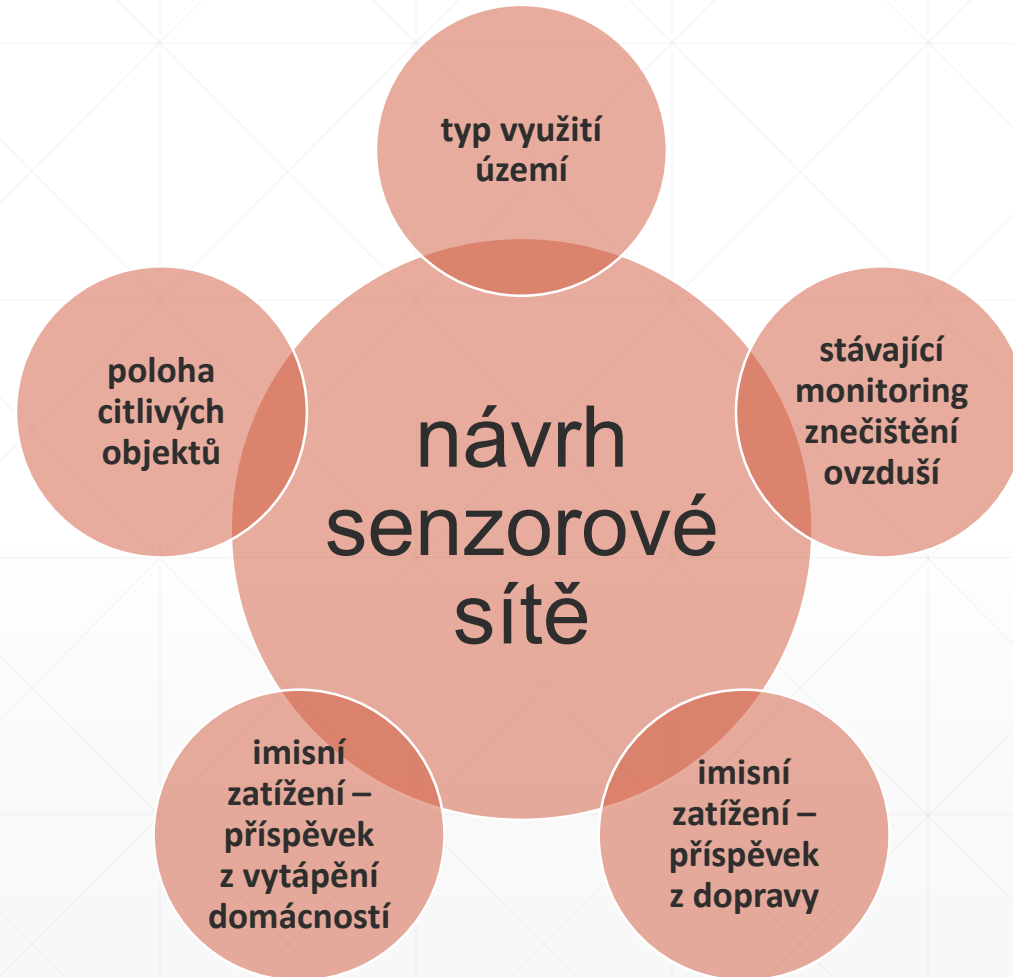 typ využití
území
poloha
citlivých
objektů
stávající
monitoring
znečištění
ovzduší
návrh
senzorové
sítě
imisní
zatížení –
příspěvek
z vytápění
domácností
imisní
zatížení –
příspěvek
z dopravy